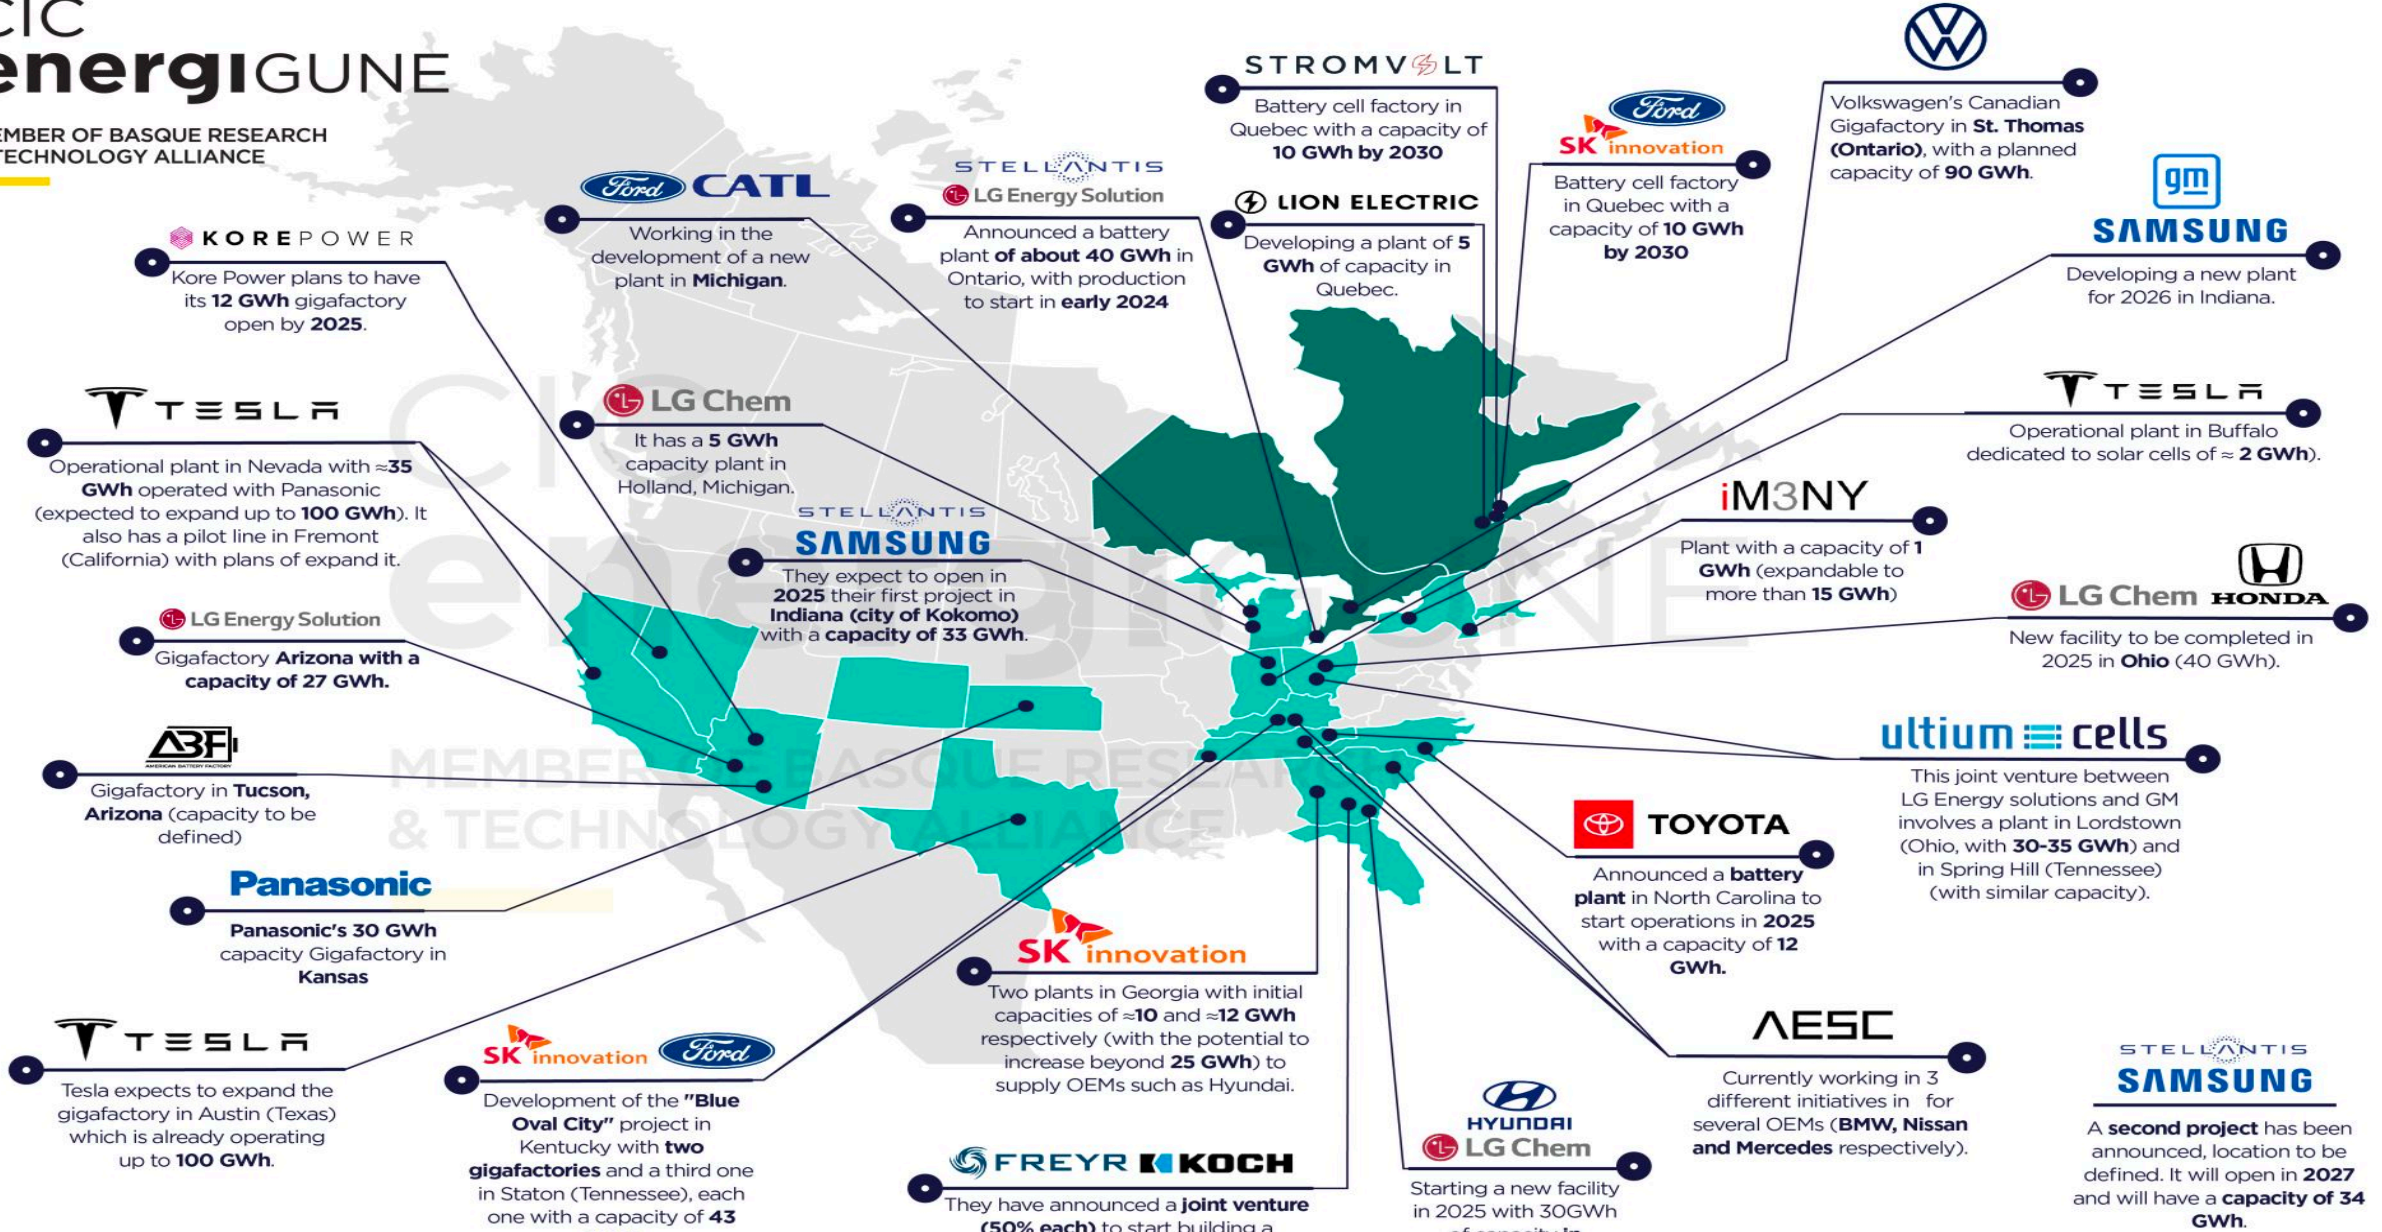 CIC
energiGUNE
MEMBER OF BASQUE RESEARCH
TECHNOLOGY ALLIANCE
KOREPOWER
Kore Power plans to have
its 12 GWh gigafactory
open by 2025.
Ford CATL
Working in the
development of a new
plant in Michigan.
STELLANTIS
LG Energy Solution
Announced a battery
plant of about 40 GWh in
Ontario, with production
to start in early 2024
STROMVOLT
Battery cell factory in
Quebec with a capacity of
10 GWh by 2030
LION ELECTRIC
Developing a plant of 5
GWh of capacity in
Quebec.
Ford
SK innovation
Battery cell factory
in Quebec with a
capacity of 10 GWh
by 2030
Volkswagen's Canadian
Gigafactory in St. Thomas
(Ontario), with a planned
capacity of 90 GWh.
gm
SAMSUNG
Developing a new plant
for 2026 in Indiana.
TESLA
Operational plant in Nevada with ≈35
GWh operated with Panasonic
(expected to expand up to 100 GWh). It
also has a pilot line in Fremont
(California) with plans of expand it.
LG Chem
It has a 5 GWh
capacity plant in
Holland, Michigan.
STELLANTIS
SAMSUNG
They expect to open in
2025 their first project in
Indiana (city of Kokomo)
with a capacity of 33 GWh.
TESLA
Operational plant in Buffalo
dedicated to solar cells of ≈ 2 GWh).
iM3NY
Plant with a capacity of 1
GWh (expandable to
more than 15 GWh)
LG Chem HONDA
New facility to be completed in
2025 in Ohio (40 GWh).
LG Energy Solution
Gigafactory Arizona with a
capacity of 27 GWh.
ABF
AMERICAN BATTERY FACTORY
Gigafactory in Tucson,
Arizona (capacity to be
defined)
Panasonic
Panasonic's 30 GWh
capacity Gigafactory in
Kansas
CIC
energiGUNE
MEMBER OF BASQUE RESEARCH
& TECHNOLOGY ALLIANCE
ultium cells
This joint venture between
LG Energy solutions and GM
involves a plant in Lordstown
(Ohio, with 30-35 GWh) and
in Spring Hill (Tennessee)
(with similar capacity).
TOYOTA
Announced a battery
plant in North Carolina to
start operations in 2025
with a capacity of 12
GWh.
TESLA
Tesla expects to expand the
gigafactory in Austin (Texas)
which is already operating
up to 100 GWh.
SK innovation Ford
Development of the "Blue
Oval City" project in
Kentucky with two
gigafactories and a third one
in Staton (Tennessee), each
one with a capacity of 43
SK innovation
Two plants in Georgia with initial
capacities of ≈10 and ≈12 GWh
respectively (with the potential to
increase beyond 25 GWh) to
supply OEMs such as Hyundai.
FREYR KOCH
They have announced a joint venture
(50% each) to start building a
HYUNDAI
LG Chem
Starting a new facility
in 2025 with 30GWh
of capacity in
AESC
Currently working in 3
different initiatives in for
several OEMs (BMW, Nissan
and Mercedes respectively).
STELLANTIS
SAMSUNG
A second project has been
announced, location to be
defined. It will open in 2027
and will have a capacity of 34
GWh.